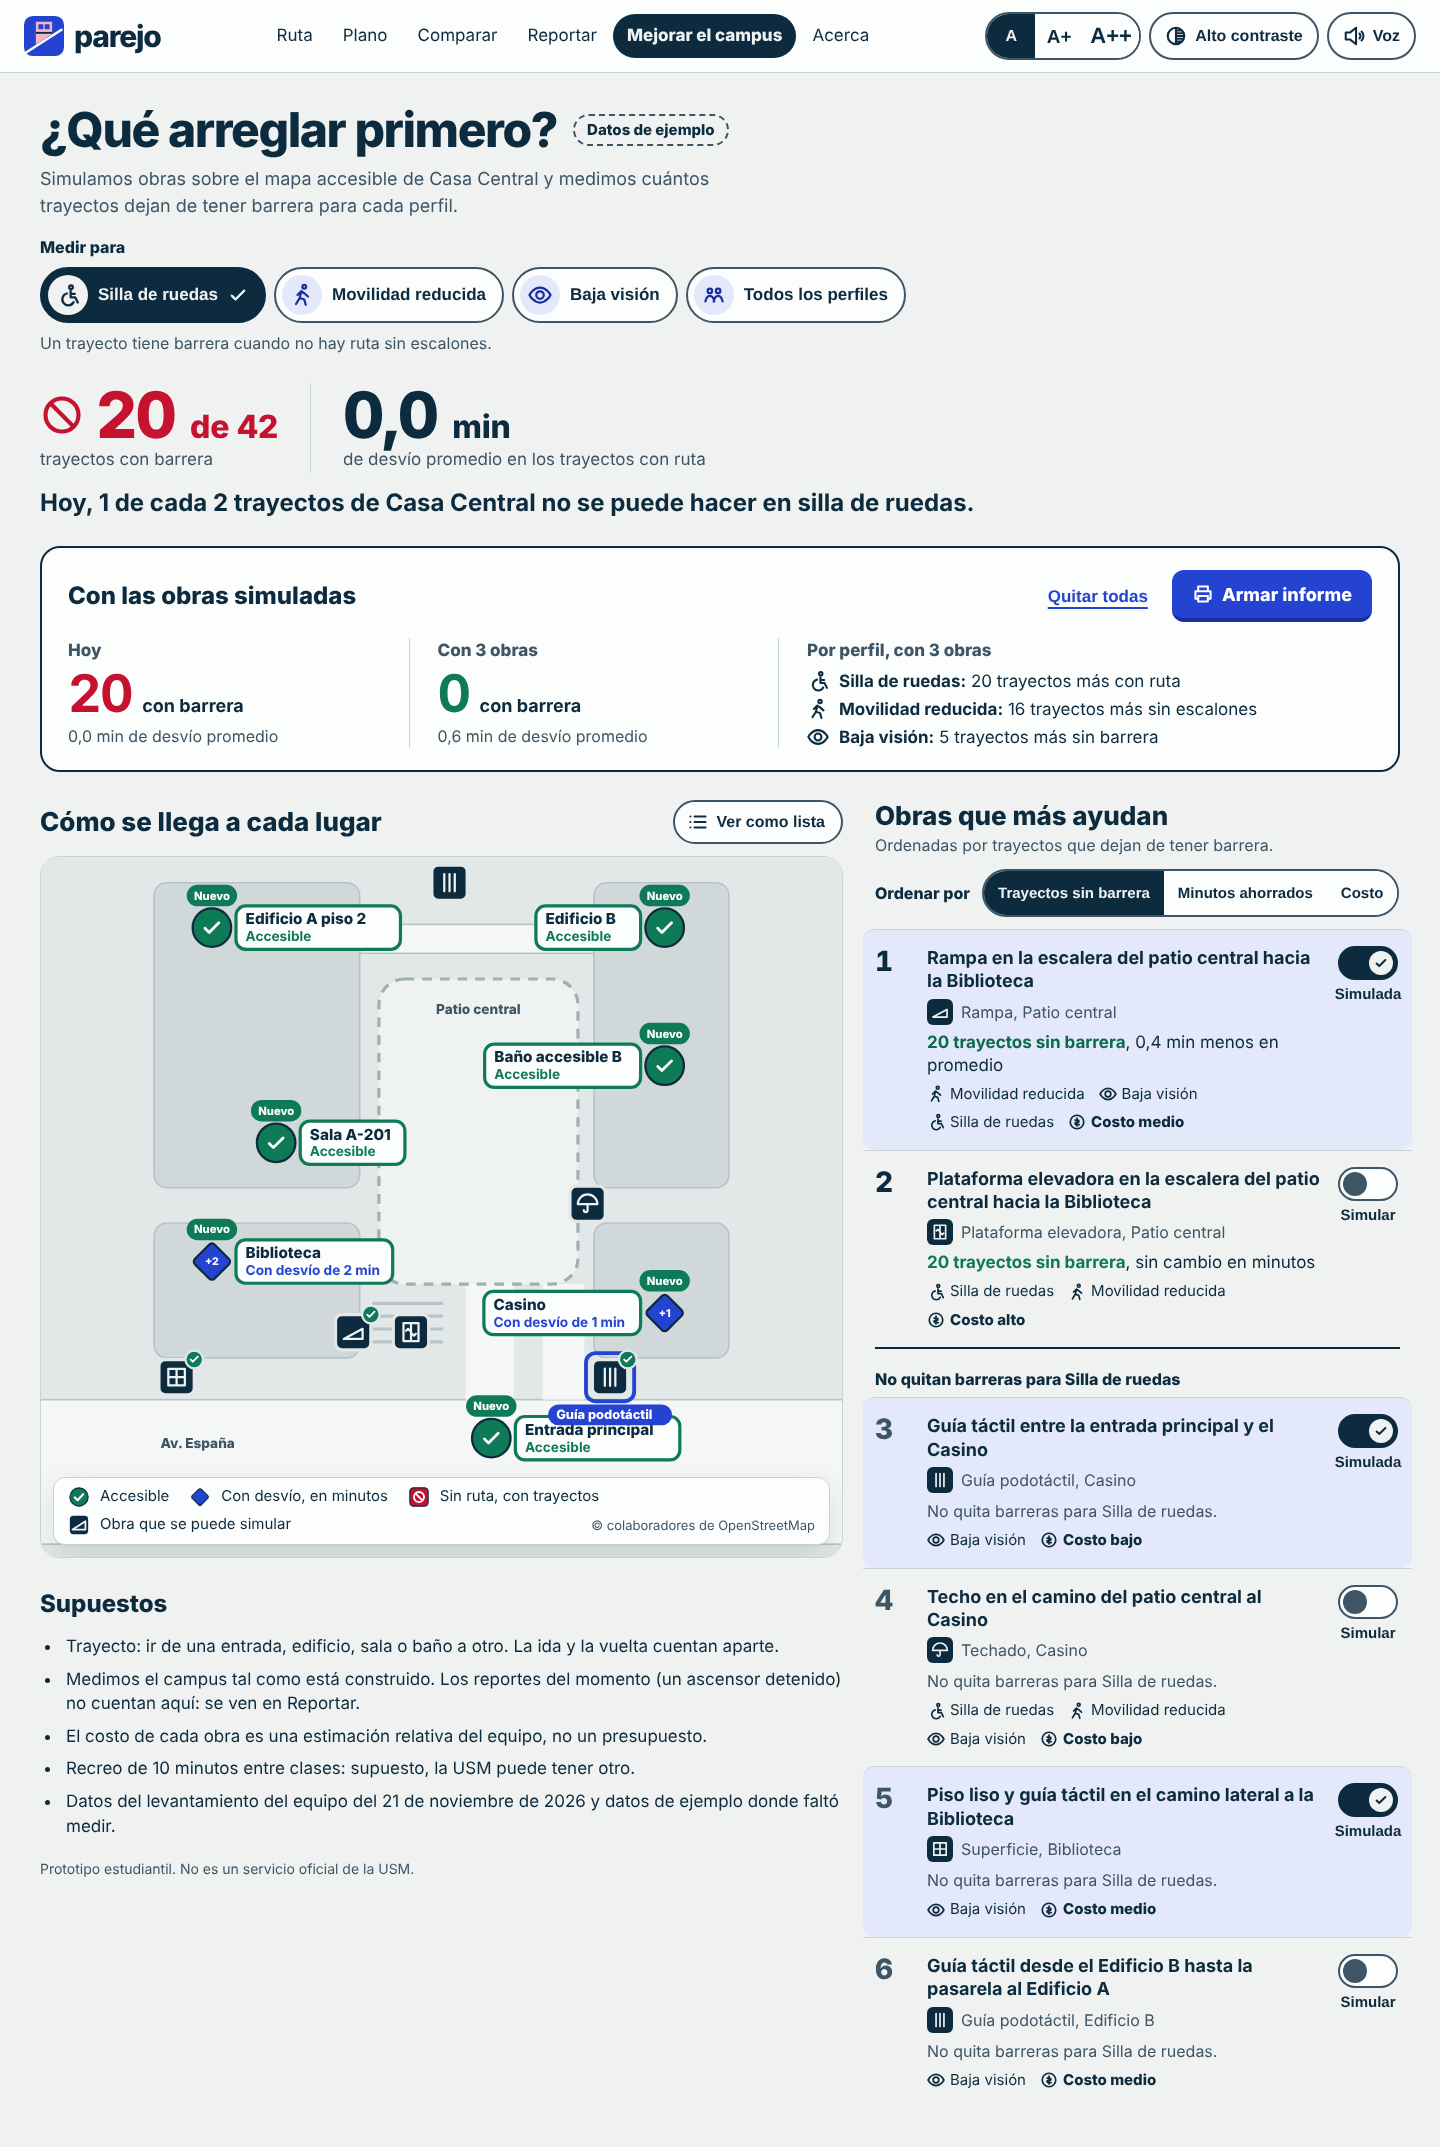 parejo
Ruta
Plano
Comparar
Reportar
Mejorar el campus
Acerca
A
A+
A++
Alto contraste
Voz
¿Qué arreglar primero?
Datos de ejemplo
Simulamos obras sobre el mapa accesible de Casa Central y medimos cuántos
trayectos dejan de tener barrera para cada perfil.
Medir para
Silla de ruedas
Movilidad reducida
Baja visión
Todos los perfiles
Un trayecto tiene barrera cuando no hay ruta sin escalones.
20 de 42
trayectos con barrera
0,0 min
de desvío promedio en los trayectos con ruta
Hoy, 1 de cada 2 trayectos de Casa Central no se puede hacer en silla de ruedas.
Con las obras simuladas
Quitar todas
Armar informe
Hoy
20 con barrera
0,0 min de desvío promedio
Con 3 obras
0 con barrera
0,6 min de desvío promedio
Por perfil, con 3 obras
Silla de ruedas: 20 trayectos más con ruta
Movilidad reducida: 16 trayectos más sin escalones
Baja visión: 5 trayectos más sin barrera
Cómo se llega a cada lugar
Ver como lista
Nuevo
Edificio A piso 2
Accesible
Nuevo
Edificio B
Accesible
Patio central
Nuevo
Baño accesible B
Accesible
Nuevo
Sala A-201
Accesible
Nuevo
+2
Biblioteca
Con desvío de 2 min
Nuevo
Casino
Con desvío de 1 min
+1
Nuevo
Guía podotáctil
Entrada principal
Accesible
Av. España
Accesible
Con desvío, en minutos
Sin ruta, con trayectos
Obra que se puede simular
© colaboradores de OpenStreetMap
Supuestos
• Trayecto: ir de una entrada, edificio, sala o baño a otro. La ida y la vuelta cuentan aparte.
• Medimos el campus tal como está construido. Los reportes del momento (un ascensor detenido)
no cuentan aquí: se ven en Reportar.
• El costo de cada obra es una estimación relativa del equipo, no un presupuesto.
• Recreo de 10 minutos entre clases: supuesto, la USM puede tener otro.
• Datos del levantamiento del equipo del 21 de noviembre de 2026 y datos de ejemplo donde faltó
medir.
Prototipo estudiantil. No es un servicio oficial de la USM.
Obras que más ayudan
Ordenadas por trayectos que dejan de tener barrera.
Ordenar por
Trayectos sin barrera
Minutos ahorrados
Costo
1
Rampa en la escalera del patio central hacia
la Biblioteca
Simulada
Rampa, Patio central
20 trayectos sin barrera, 0,4 min menos en
promedio
Movilidad reducida
Baja visión
Silla de ruedas
Costo medio
2
Plataforma elevadora en la escalera del patio
central hacia la Biblioteca
Simular
Plataforma elevadora, Patio central
20 trayectos sin barrera, sin cambio en minutos
Silla de ruedas
Movilidad reducida
Costo alto
No quitan barreras para Silla de ruedas
3
Guía táctil entre la entrada principal y el
Casino
Simulada
Guía podotáctil, Casino
No quita barreras para Silla de ruedas.
Baja visión
Costo bajo
4
Techo en el camino del patio central al
Casino
Simular
Techado, Casino
No quita barreras para Silla de ruedas.
Silla de ruedas
Movilidad reducida
Baja visión
Costo bajo
5
Piso liso y guía táctil en el camino lateral a la
Biblioteca
Simulada
Superficie, Biblioteca
No quita barreras para Silla de ruedas.
Baja visión
Costo medio
6
Guía táctil desde el Edificio B hasta la
pasarela al Edificio A
Simular
Guía podotáctil, Edificio B
No quita barreras para Silla de ruedas.
Baja visión
Costo medio